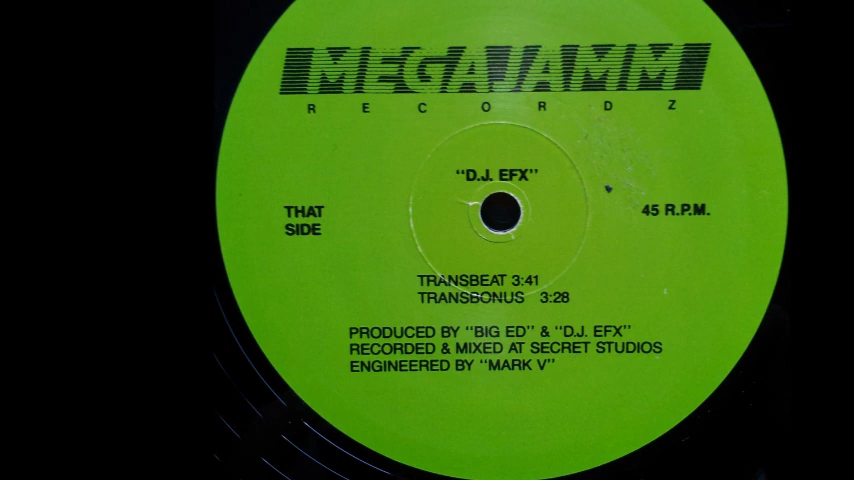 MEGAJAMM
RECORDZ
"D.J. EFX"
THAT
SIDE
45 R.P.M.
TRANSBEAT 3:41
TRANSBONUS 3:28
PRODUCED BY "BIG ED" & "D.J. EFX"
RECORDED & MIXED AT SECRET STUDIOS
ENGINEERED BY "MARK V"